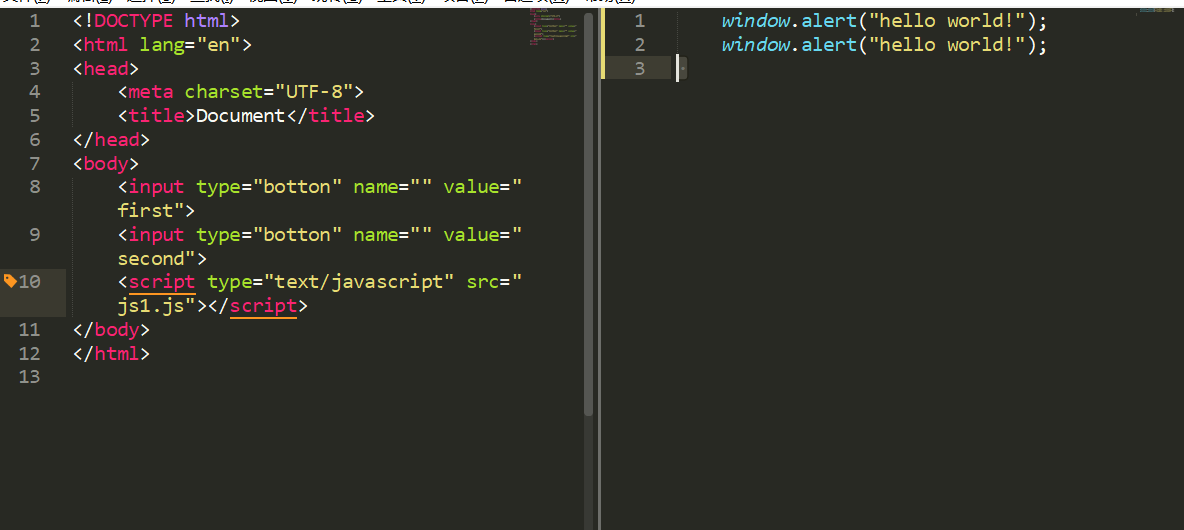 1 <!DOCTYPE html>
2 <html lang="en">
3 <head>
4 <meta charset="UTF-8">
5 <title>Document</title>
6 </head>
7 <body>
8 <input type="botton" name="" value="
first">
9 <input type="botton" name="" value="
second">
10 <script type="text/javascript" src="
js1.js"></script>
11 </body>
12 </html>
13
1 window.alert("hello world!");
2 window.alert("hello world!");
3